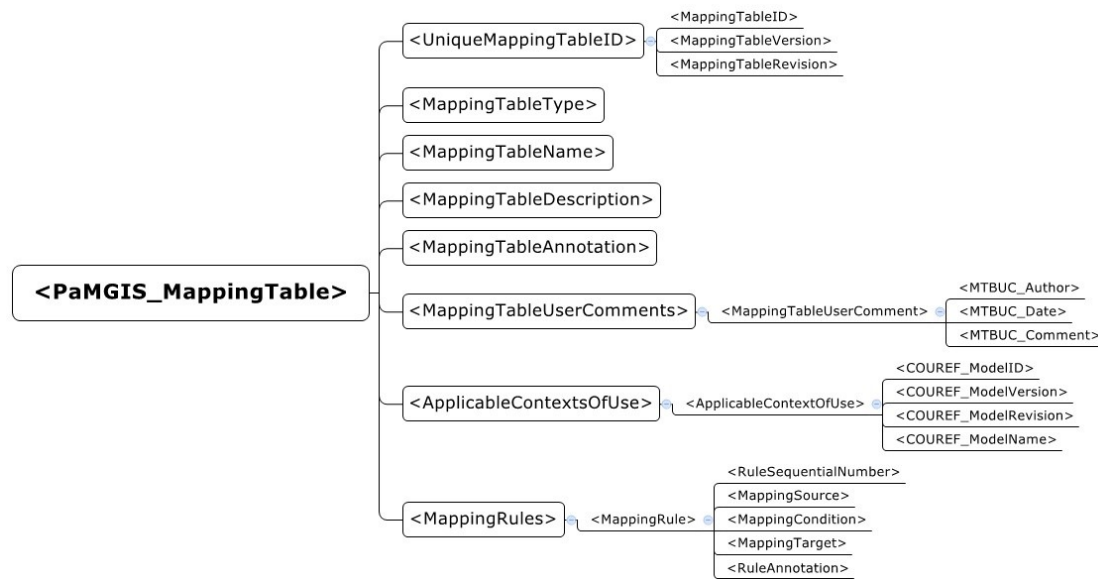 <PaMGIS_MappingTable>
<UniqueMappingTableID>
<MappingTableID>
<MappingTableVersion>
<MappingTableRevision>
<MappingTableType>
<MappingTableName>
<MappingTableDescription>
<MappingTableAnnotation>
<MappingTableUserComments>
<MappingTableUserComment>
<MTBUC_Author>
<MTBUC_Date>
<MTBUC_Comment>
<ApplicableContextsOfUse>
<ApplicableContextOfUse>
<COUREF_ModelID>
<COUREF_ModelVersion>
<COUREF_ModelRevision>
<COUREF_ModelName>
<MappingRules>
<MappingRule>
<RuleSequentialNumber>
<MappingSource>
<MappingCondition>
<MappingTarget>
<RuleAnnotation>